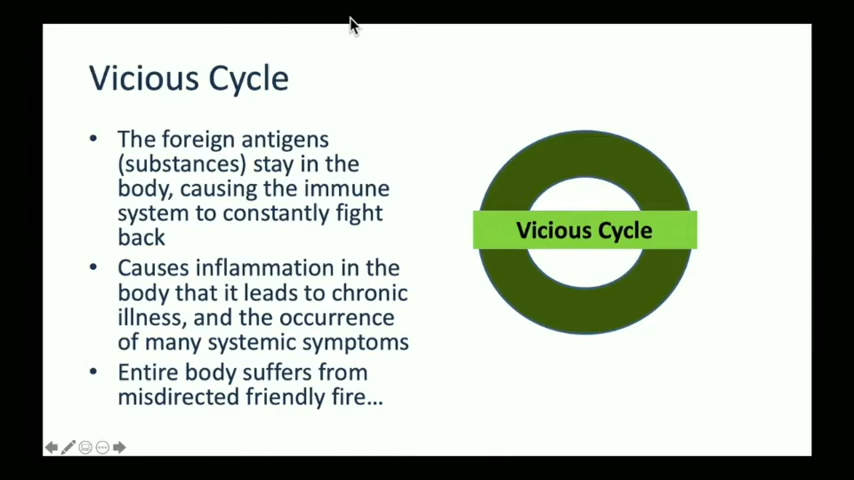 Vicious Cycle
• The foreign antigens
(substances) stay in the
body, causing the immune
system to constantly fight
back
• Causes inflammation in the
body that it leads to chronic
illness, and the occurrence
of many systemic symptoms
• Entire body suffers from
misdirected friendly fire...
Vicious Cycle